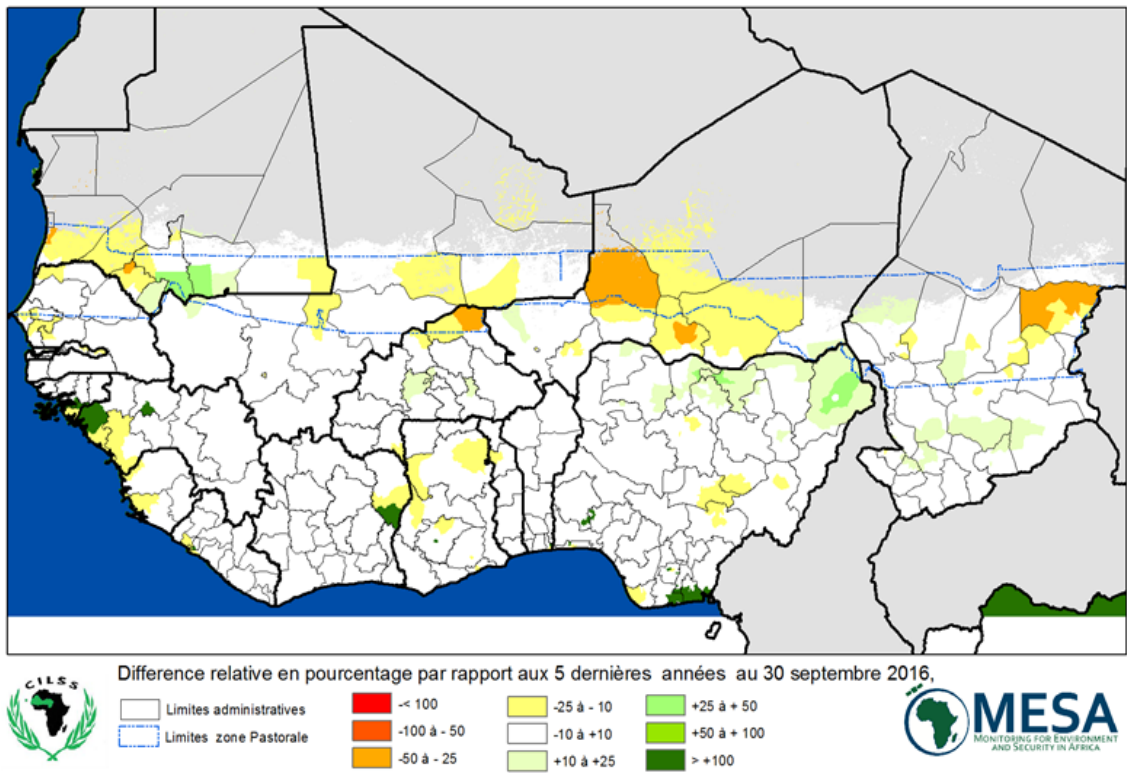 Difference relative en pourcentage par rapport aux 5 dernières années au 30 septembre 2016,
CILSS
Limites administratives
Limites zone Pastorale
-< 100
-100 à - 50
-50 à - 25
-25 à - 10
-10 à +10
+10 à +25
+25 à + 50
+50 à + 100
> +100
MESA
MONITORING FOR ENVIRONMENT
AND SECURITY IN AFRICA